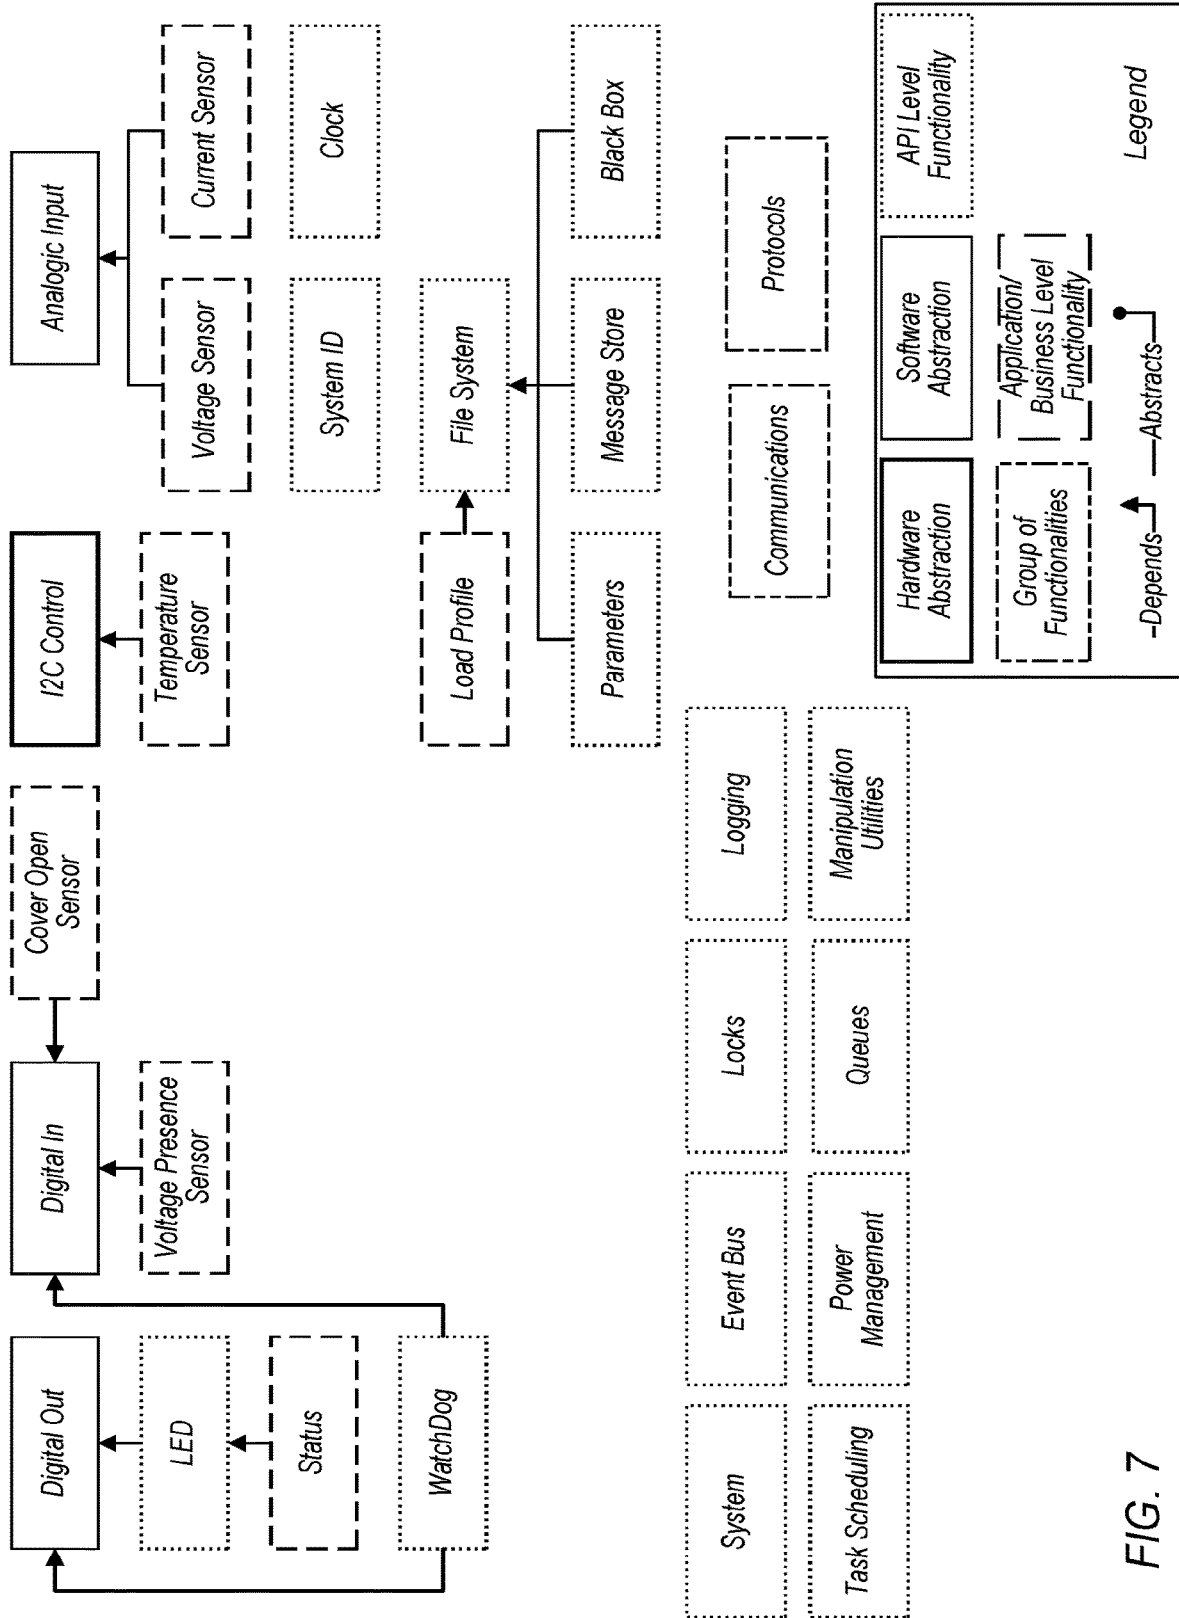 Digital Out
Digital In
Cover Open
Sensor
I2C Control
Analogic Input
LED
Voltage Presence
Sensor
Temperature
Sensor
Voltage Sensor
Current Sensor
Status
System ID
Clock
WatchDog
Load Profile
File System
Parameters
Message Store
Black Box
System
Event Bus
Locks
Logging
Communications
Protocols
Task Scheduling
Power
Management
Queues
Manipulation
Utilities
Hardware
Abstraction
Software
Abstraction
API Level
Functionality
Group of
Functionalities
Application/
Business Level
Functionality
Depends
Abstracts
Legend
FIG. 7